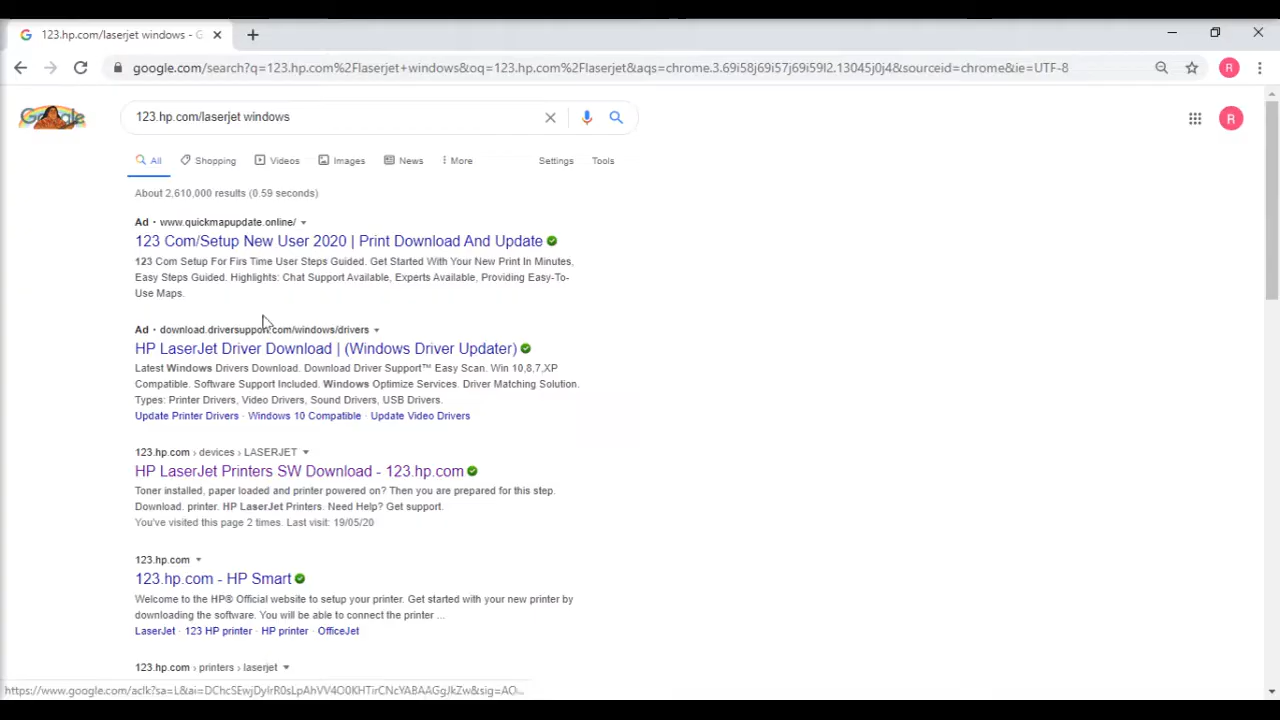 123.hp.com/laserjet windows - G
google.com/search?q=123.hp.com%2Flaserjet+windows&oq=123.hp.com%2Flaserjet&aqs=chrome.3.69i58j69i57j69i59l2.13045j0j4&sourceid=chrome&ie=UTF-8
R
Google
123.hp.com/laserjet windows
R
All Shopping Videos Images News More Settings Tools
About 2,610,000 results (0.59 seconds)
Ad · www.quickmapupdate.online/
123 Com/Setup New User 2020 | Print Download And Update
123 Com Setup For Firs Time User Steps Guided. Get Started With Your New Print In Minutes,
Easy Steps Guided. Highlights: Chat Support Available, Experts Available, Providing Easy-To-
Use Maps.
Ad · download.driversupport.com/windows/drivers
HP LaserJet Driver Download | (Windows Driver Updater)
Latest Windows Drivers Download. Download Driver Support™ Easy Scan. Win 10,8,7,XP
Compatible. Software Support Included. Windows Optimize Services. Driver Matching Solution.
Types: Printer Drivers, Video Drivers, Sound Drivers, USB Drivers.
Update Printer Drivers · Windows 10 Compatible · Update Video Drivers
123.hp.com › devices › LASERJET
HP LaserJet Printers SW Download - 123.hp.com
Toner installed, paper loaded and printer powered on? Then you are prepared for this step.
Download. printer. HP LaserJet Printers. Need Help? Get support.
You've visited this page 2 times. Last visit: 19/05/20
123.hp.com
123.hp.com - HP Smart
Welcome to the HP® Official website to setup your printer. Get started with your new printer by
downloading the software. You will be able to connect the printer ...
LaserJet · 123 HP printer · HP printer · OfficeJet
123.hp.com › printers › laserjet